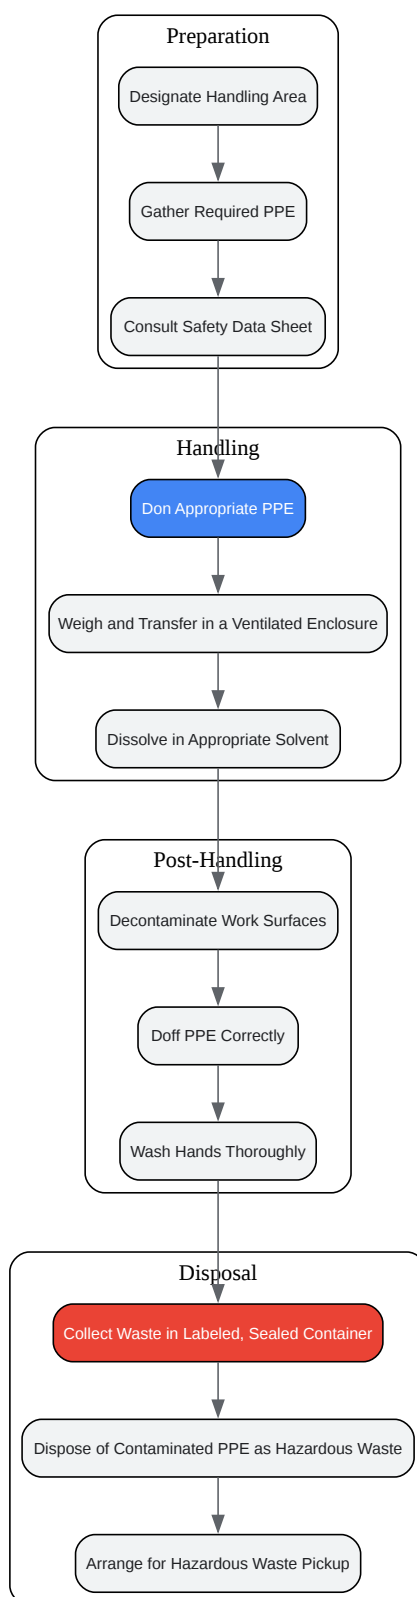 Preparation
Designate Handling Area
Gather Required PPE
Consult Safety Data Sheet
Handling
Don Appropriate PPE
Weigh and Transfer in a Ventilated Enclosure
Dissolve in Appropriate Solvent
Post-Handling
Decontaminate Work Surfaces
Doff PPE Correctly
Wash Hands Thoroughly
Disposal
Collect Waste in Labeled, Sealed Container
Dispose of Contaminated PPE as Hazardous Waste
Arrange for Hazardous Waste Pickup